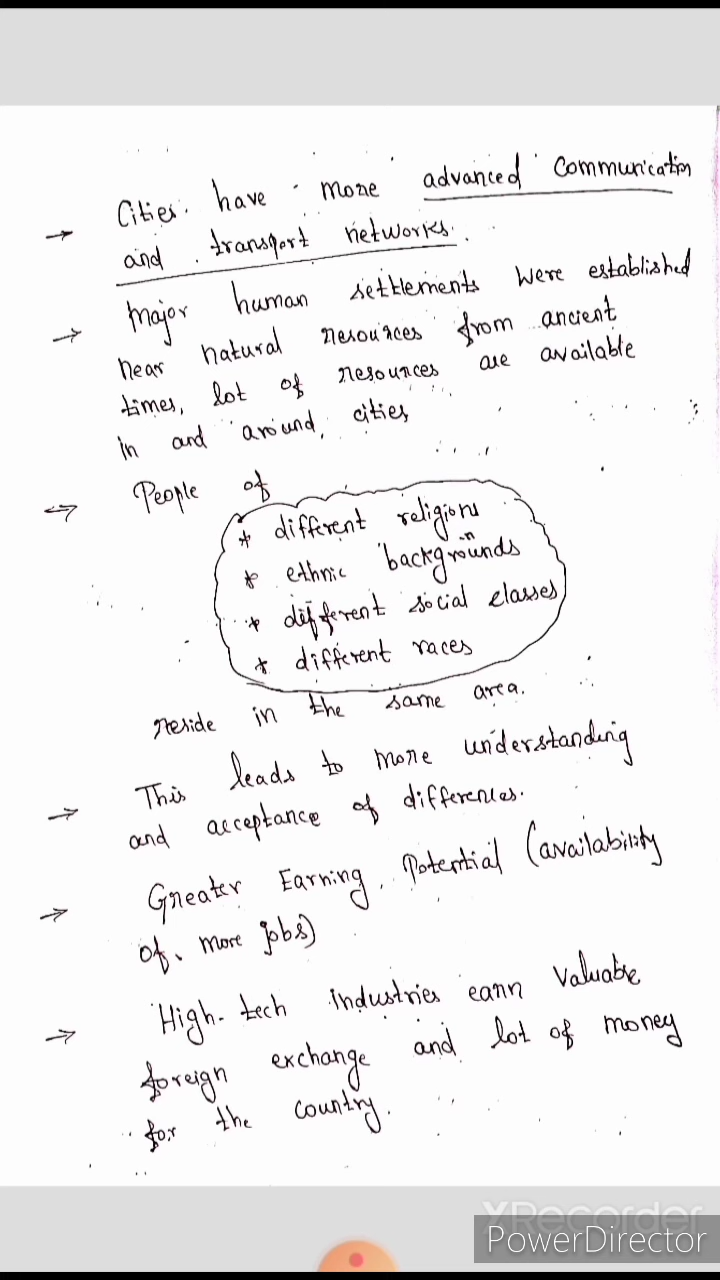 → Cities have more advanced communication
and transport networks.
→ Major human settlements were established
near natural resources from ancient
times, lot of resources are available
in and around, cities
⇒ People of
* different religions
* ethnic backgrounds
* different social classes
* different races
reside in the same area.
→ This leads to more understanding
and acceptance of differences.
→ Greater Earning Potential (availability
of more jobs)
→ High-tech industries earn valuable
foreign exchange and lot of money
for the country.
XRecorder
PowerDirector